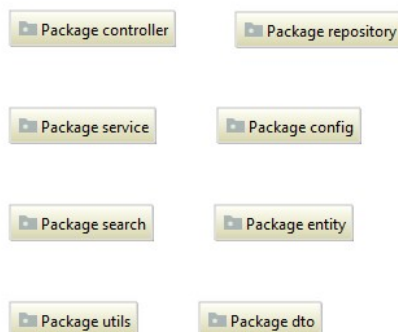 Package controller
Package repository
Package service
Package config
Package search
Package entity
Package utils
Package dto